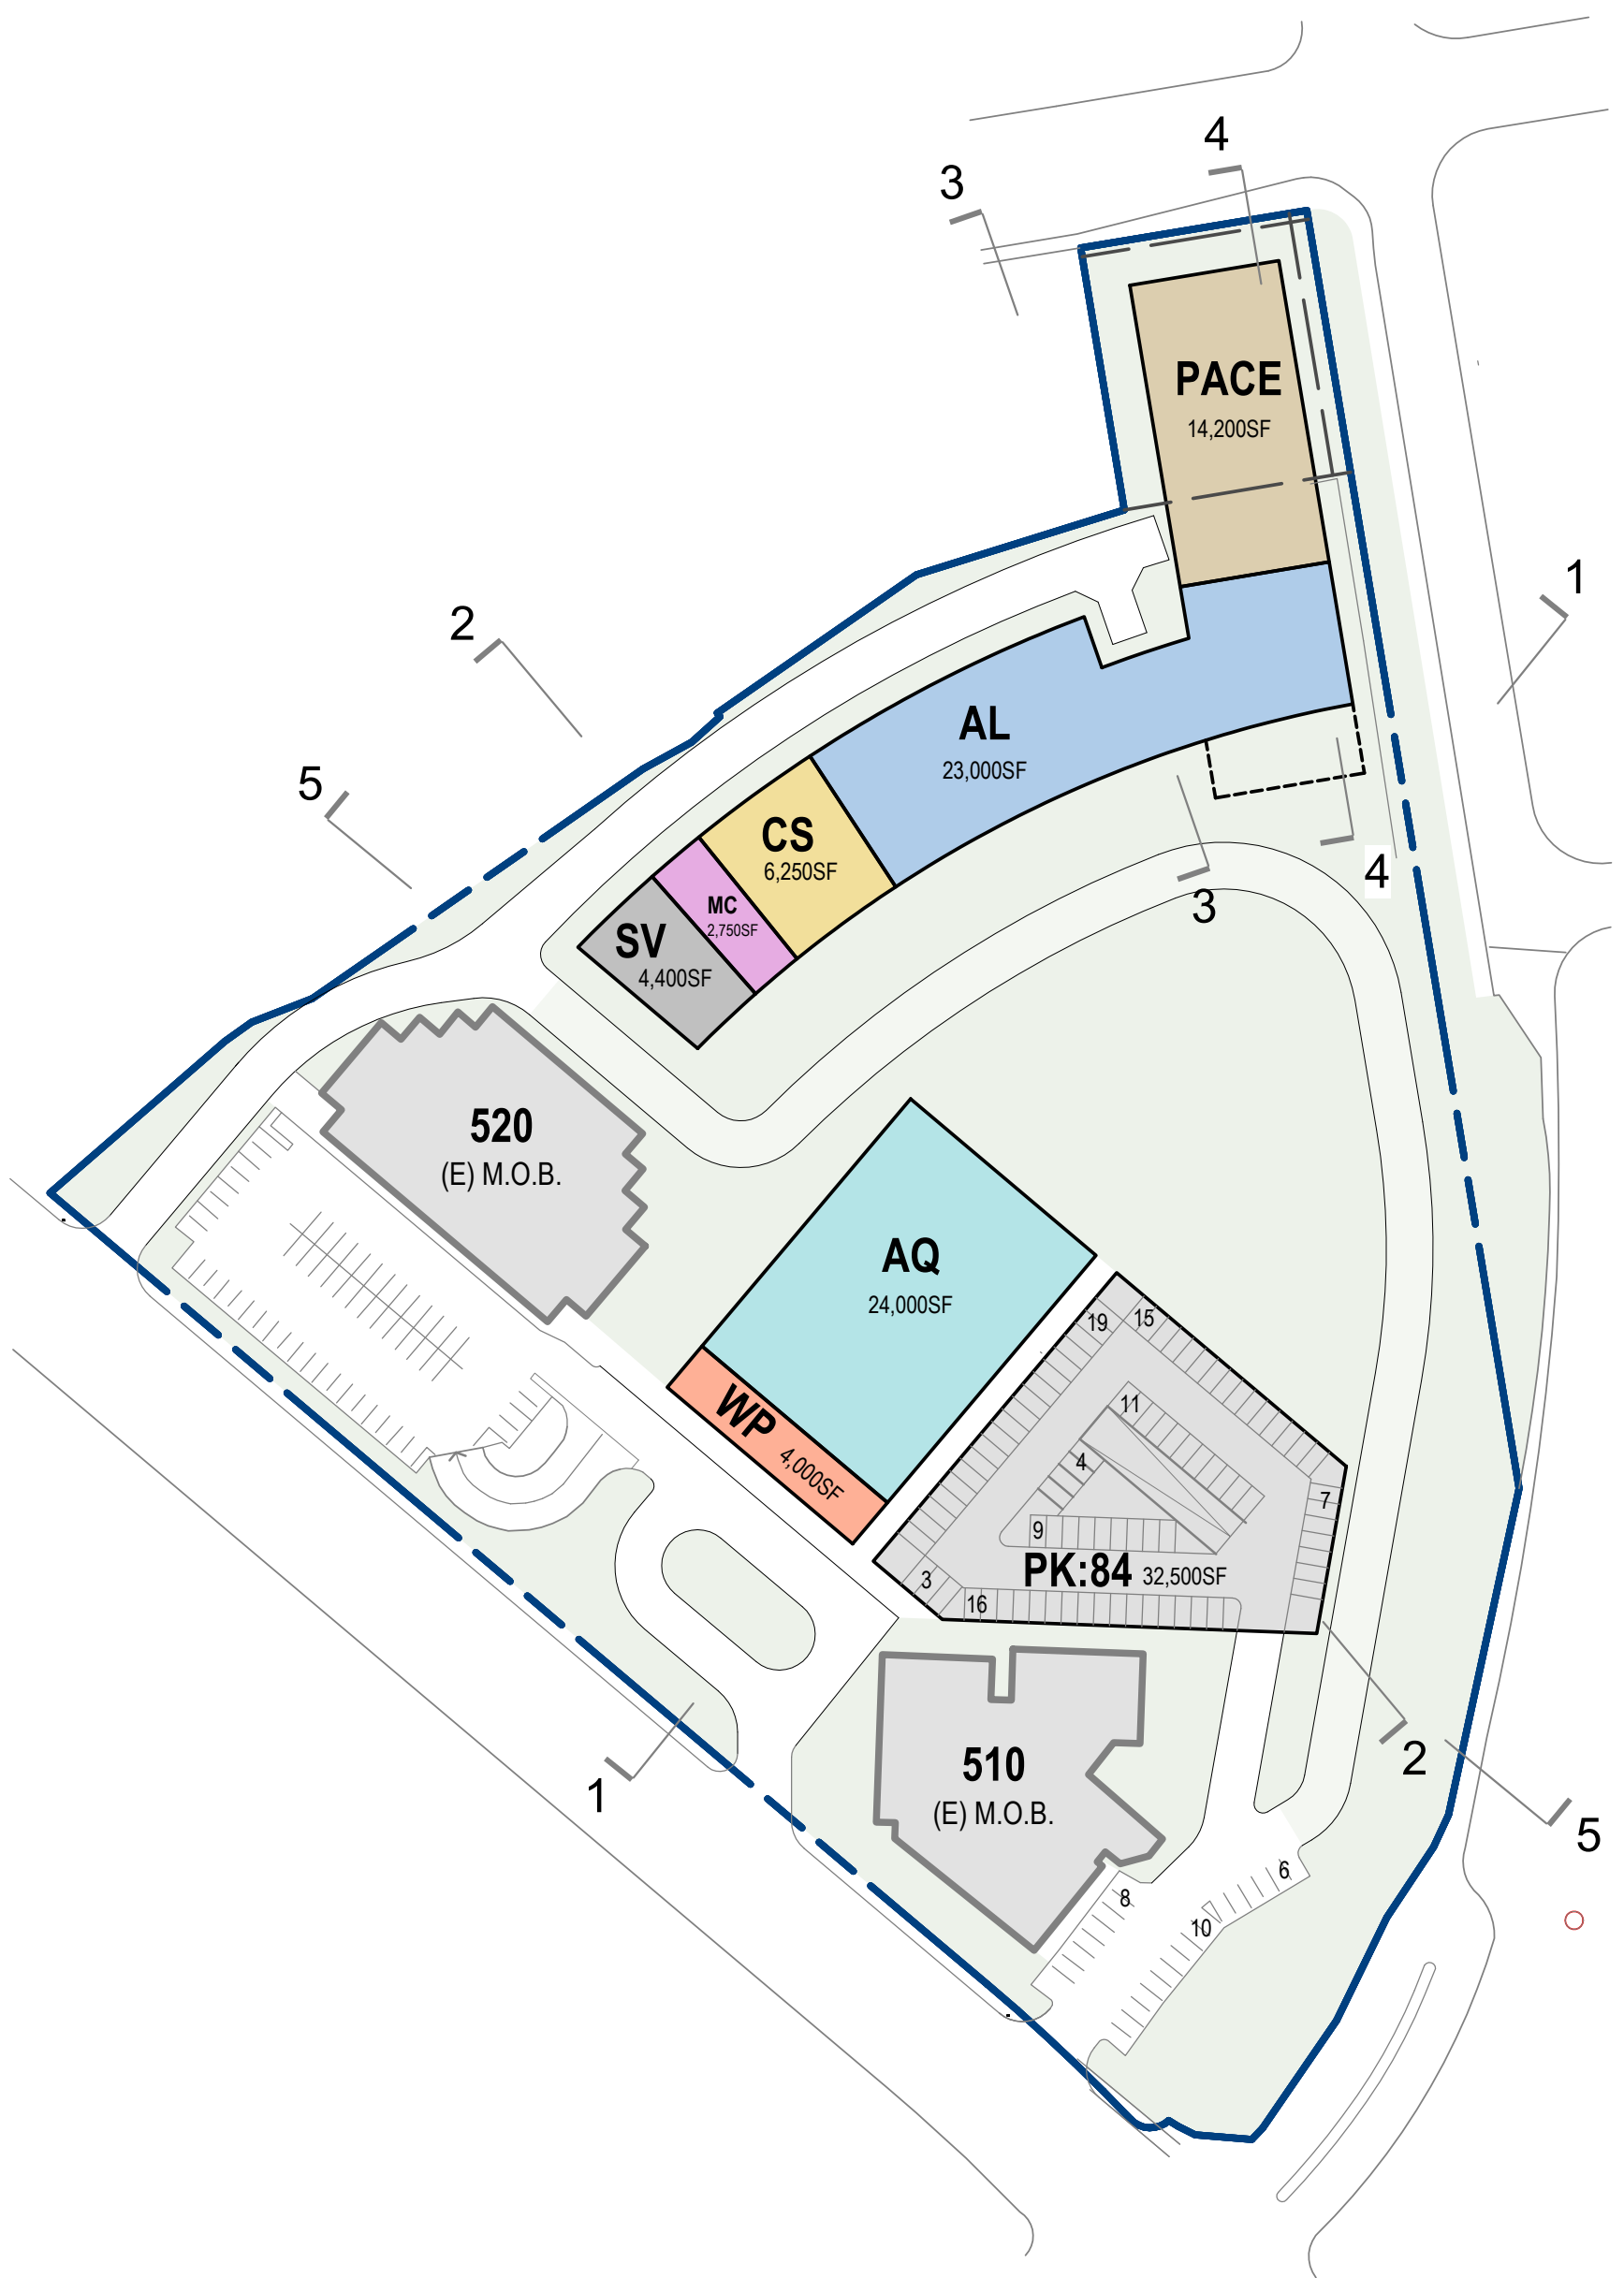 4
3
PACE
14,200SF
1
2
AL
23,000SF
5
CS
6,250SF
4
3
MC
2,750SF
SV
4,400SF
520
(E) M.O.B.
AQ
24,000SF
19
15
11
WP
4,000SF
4
7
9
PK:84 32,500SF
3
16
510
(E) M.O.B.
2
1
5
6
8
10